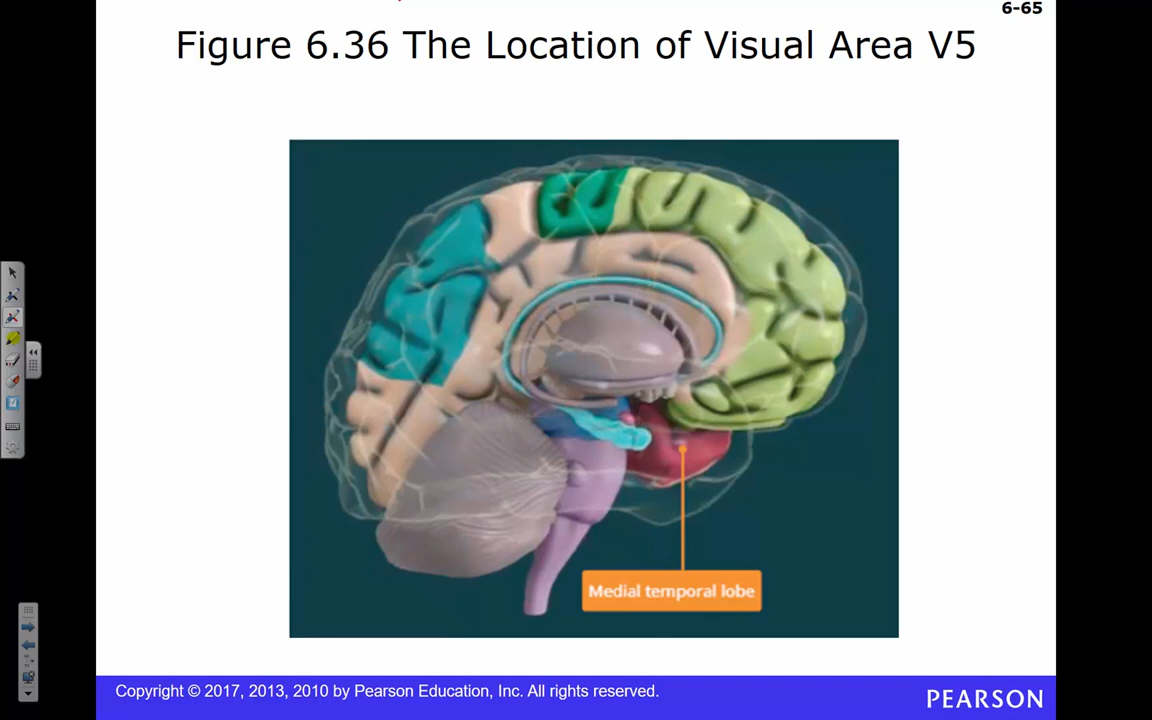 6-65
Figure 6.36 The Location of Visual Area V5
Medial temporal lobe
Copyright © 2017, 2013, 2010 by Pearson Education, Inc. All rights reserved.
PEARSON